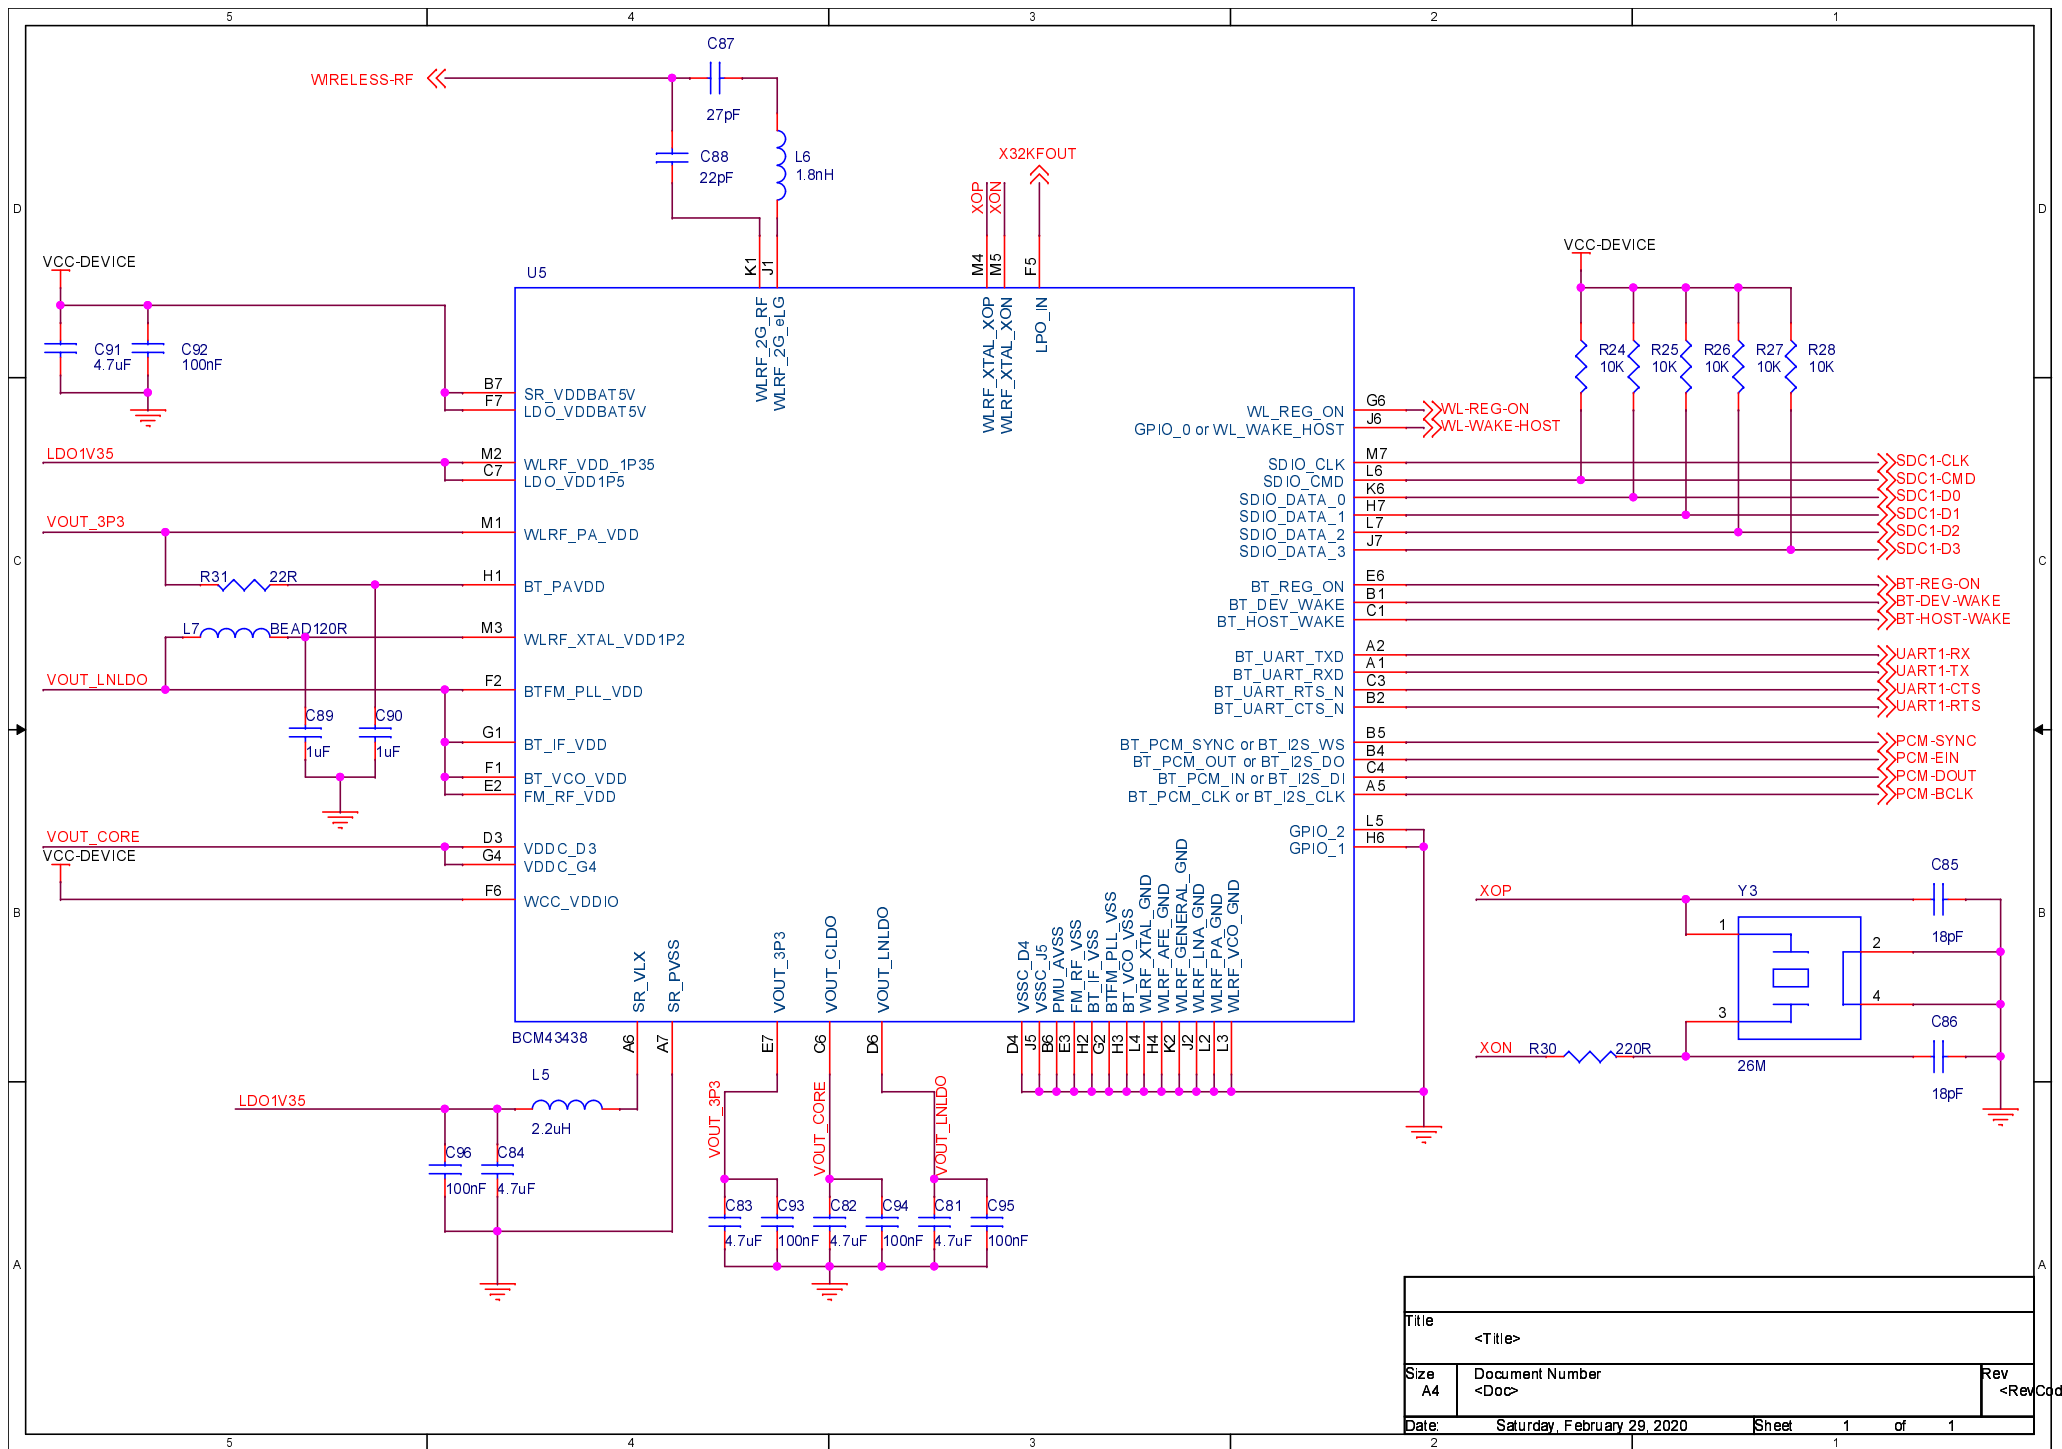 5 4 3 2 1
D
C
B
A
D
C
B
A
WIRELESS-RF
C87
27pF
C88
22pF
L6
1.8nH
X32KFOUT
XOP
XON
K1
J1
M4
M5
F5
U5
WLRF_2G_RF
WLRF_2G_eLG
WLRF_XTAL_XOP
WLRF_XTAL_XON
LPO_IN
VCC-DEVICE
C91
4.7uF
C92
100nF
B7 SR_VDDBAT5V
F7 LDO_VDDBAT5V
LDO1V35
M2 WLRF_VDD_1P35
C7 LDO_VDD1P5
VOUT_3P3
M1 WLRF_PA_VDD
R31 22R
H1 BT_PAVDD
L7 BEAD120R
M3 WLRF_XTAL_VDD1P2
VOUT_LNLDO
F2 BTFM_PLL_VDD
C89
1uF
C90
1uF
G1 BT_IF_VDD
F1 BT_VCO_VDD
E2 FM_RF_VDD
VOUT_CORE
D3 VDDC_D3
VCC-DEVICE
G4 VDDC_G4
F6 WCC_VDDIO
VCC-DEVICE
R24
10K
R25
10K
R26
10K
R27
10K
R28
10K
WL_REG_ON G6 WL-REG-ON
GPIO_0 or WL_WAKE_HOST J6 WL-WAKE-HOST
SDIO_CLK M7 SDC1-CLK
SDIO_CMD L6 SDC1-CMD
SDIO_DATA_0 K6 SDC1-D0
SDIO_DATA_1 H7 SDC1-D1
SDIO_DATA_2 L7 SDC1-D2
SDIO_DATA_3 J7 SDC1-D3
BT_REG_ON E6 BT-REG-ON
BT_DEV_WAKE B1 BT-DEV-WAKE
BT_HOST_WAKE C1 BT-HOST-WAKE
BT_UART_TXD A2 UART1-RX
BT_UART_RXD A1 UART1-TX
BT_UART_RTS_N C3 UART1-CTS
BT_UART_CTS_N B2 UART1-RTS
BT_PCM_SYNC or BT_I2S_WS B5 PCM-SYNC
BT_PCM_OUT or BT_I2S_DO B4 PCM-EIN
BT_PCM_IN or BT_I2S_DI C4 PCM-DOUT
BT_PCM_CLK or BT_I2S_CLK A5 PCM-BCLK
GPIO_2 L5
GPIO_1 H6
SR_VLX
SR_PVSS
VOUT_3P3
VOUT_CLDO
VOUT_LNLDO
VSSC_D4
VSSC_J5
PMU_AVSS
FM_RF_VSS
BT_IF_VSS
BTFM_PLL_VSS
BT_VCO_VSS
WLRF_XTAL_GND
WLRF_AFE_GND
WLRF_GENERAL_GND
WLRF_LNA_GND
WLRF_PA_GND
WLRF_VCO_GND
BCM43438
A6
A7
E7
C6
D6
D4
J5
B6
E3
H2
G2
H3
L4
H4
K2
J2
L2
L3
XOP
Y3
C85
18pF
1
2
3
4
C86
18pF
XON
R30 220R
26M
LDO1V35
L5
2.2uH
C96
100nF
C84
4.7uF
VOUT_3P3
VOUT_CORE
VOUT_LNLDO
C83
4.7uF
C93
100nF
C82
4.7uF
C94
100nF
C81
4.7uF
C95
100nF
Title
<Title>
Size
A4
Document Number
<Doc>
Rev
<RevCod
Date: Saturday, February 29, 2020
Sheet 1 of 1
5 4 3 2 1